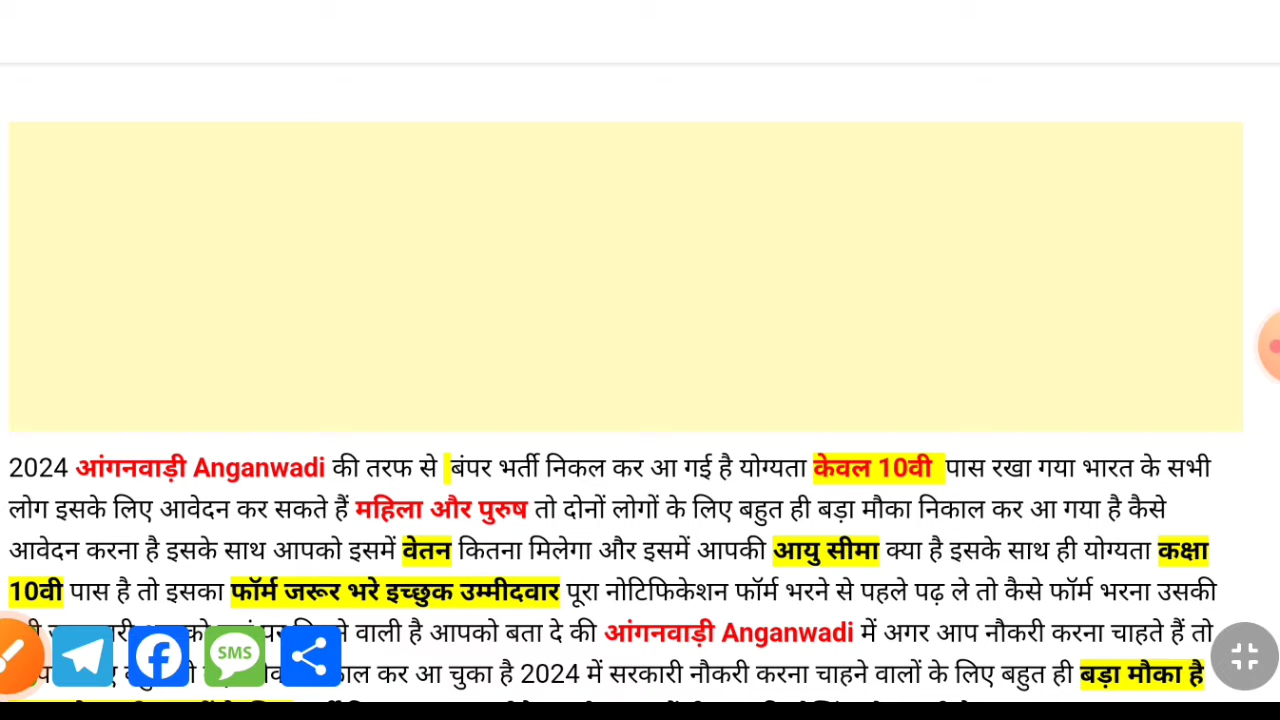 2024 आंगनवाड़ी Anganwadi की तरफ से बंपर भर्ती निकल कर आ गई है योग्यता केवल 10वी पास रखा गया भारत के सभी
लोग इसके लिए आवेदन कर सकते हैं महिला और पुरुष तो दोनों लोगों के लिए बहुत ही बड़ा मौका निकाल कर आ गया है कैसे
आवेदन करना है इसके साथ आपको इसमें वेतन कितना मिलेगा और इसमें आपकी आयु सीमा क्या है इसके साथ ही योग्यता कक्षा
10वी पास है तो इसका फॉर्म जरूर भरे इच्छुक उम्मीदवार पूरा नोटिफिकेशन फॉर्म भरने से पहले पढ़ ले तो कैसे फॉर्म भरना उसकी
वाली है आपको बता दे की आंगनवाड़ी Anganwadi में अगर आप नौकरी करना चाहते हैं तो
कर आ चुका है 2024 में सरकारी नौकरी करना चाहने वालों के लिए बहुत ही बड़ा मौका है
SMS